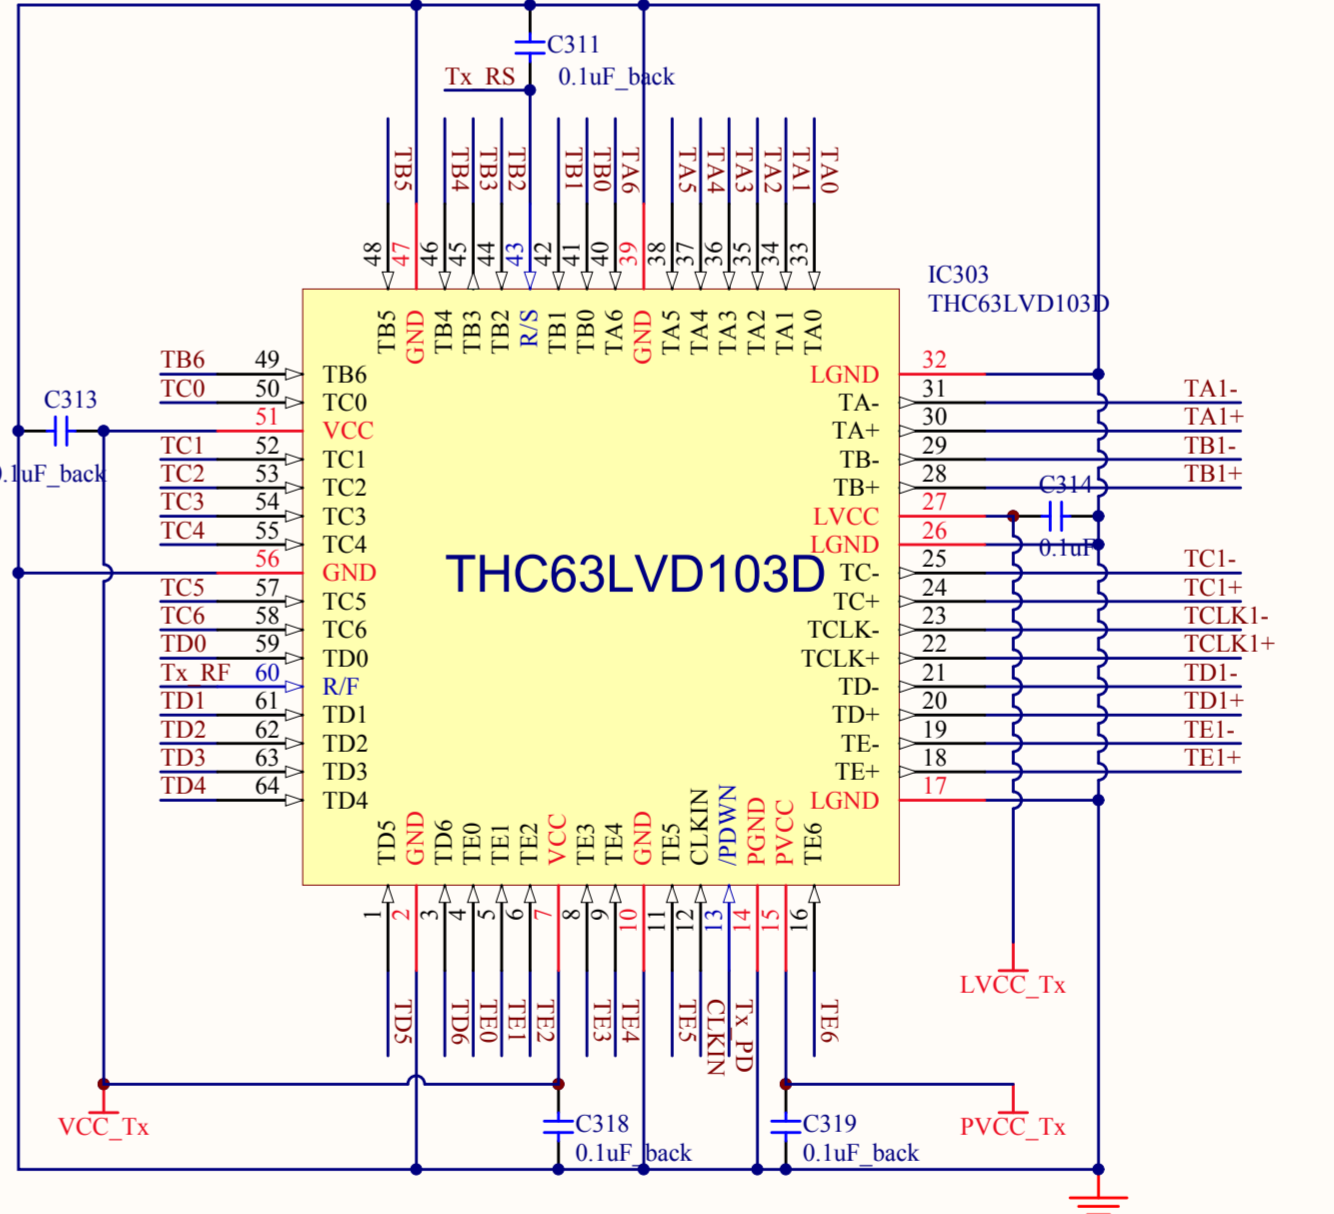 C311
Tx_RS
0.1uF_back
TB5
TB4
TB3
TB2
TB1
TB0
TA6
TA5
TA4
TA3
TA2
TA1
TA0
48
47
46
45
44
43
42
41
40
39
38
37
36
35
34
33
IC303
THC63LVD103D
TB5
GND
TB4
TB3
TB2
R/S
TB1
TB0
TA6
GND
TA5
TA4
TA3
TA2
TA1
TA0
TB6 49 TB6
TC0 50 TC0
C313
51 VCC
TC1 52 TC1
0.1uF_back
TC2 53 TC2
TC3 54 TC3
TC4 55 TC4
56 GND
TC5 57 TC5
TC6 58 TC6
TD0 59 TD0
Tx_RF 60 R/F
TD1 61 TD1
TD2 62 TD2
TD3 63 TD3
TD4 64 TD4
THC63LVD103D
LGND 32
TA- 31 TA1-
TA+ 30 TA1+
TB- 29 TB1-
TB+ 28 TB1+
C314
LVCC 27
LGND 26
0.1uF
TC- 25 TC1-
TC+ 24 TC1+
TCLK- 23 TCLK1-
TCLK+ 22 TCLK1+
TD- 21 TD1-
TD+ 20 TD1+
TE- 19 TE1-
TE+ 18 TE1+
LGND 17
TD5
GND
TD6
TE0
TE1
TE2
VCC
TE3
TE4
GND
TE5
CLKIN
/PDWN
PGND
PVCC
TE6
1
2
3
4
5
6
7
8
9
10
11
12
13
14
15
16
TD5
TD6
TE0
TE1
TE2
TE3
TE4
TE5
CLKIN
Tx_PD
TE6
LVCC_Tx
VCC_Tx
C318
0.1uF_back
C319
0.1uF_back
PVCC_Tx